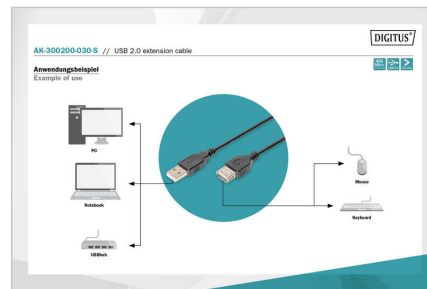 DIGITUS®
AK-300200-030-S // USB 2.0 extension cable
Anwendungsbeispiel
Example of use
PC
Notebook
USBhub
Mouse
Keyboard